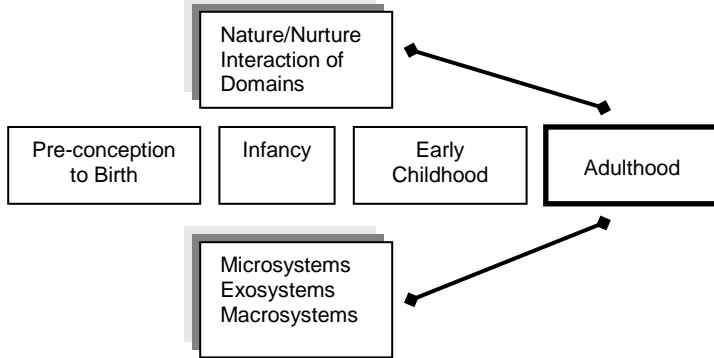 Nature/Nurture
Interaction of
Domains
Pre-conception
to Birth
Infancy
Early
Childhood
Adulthood
Microsystems
Exosystems
Macrosystems